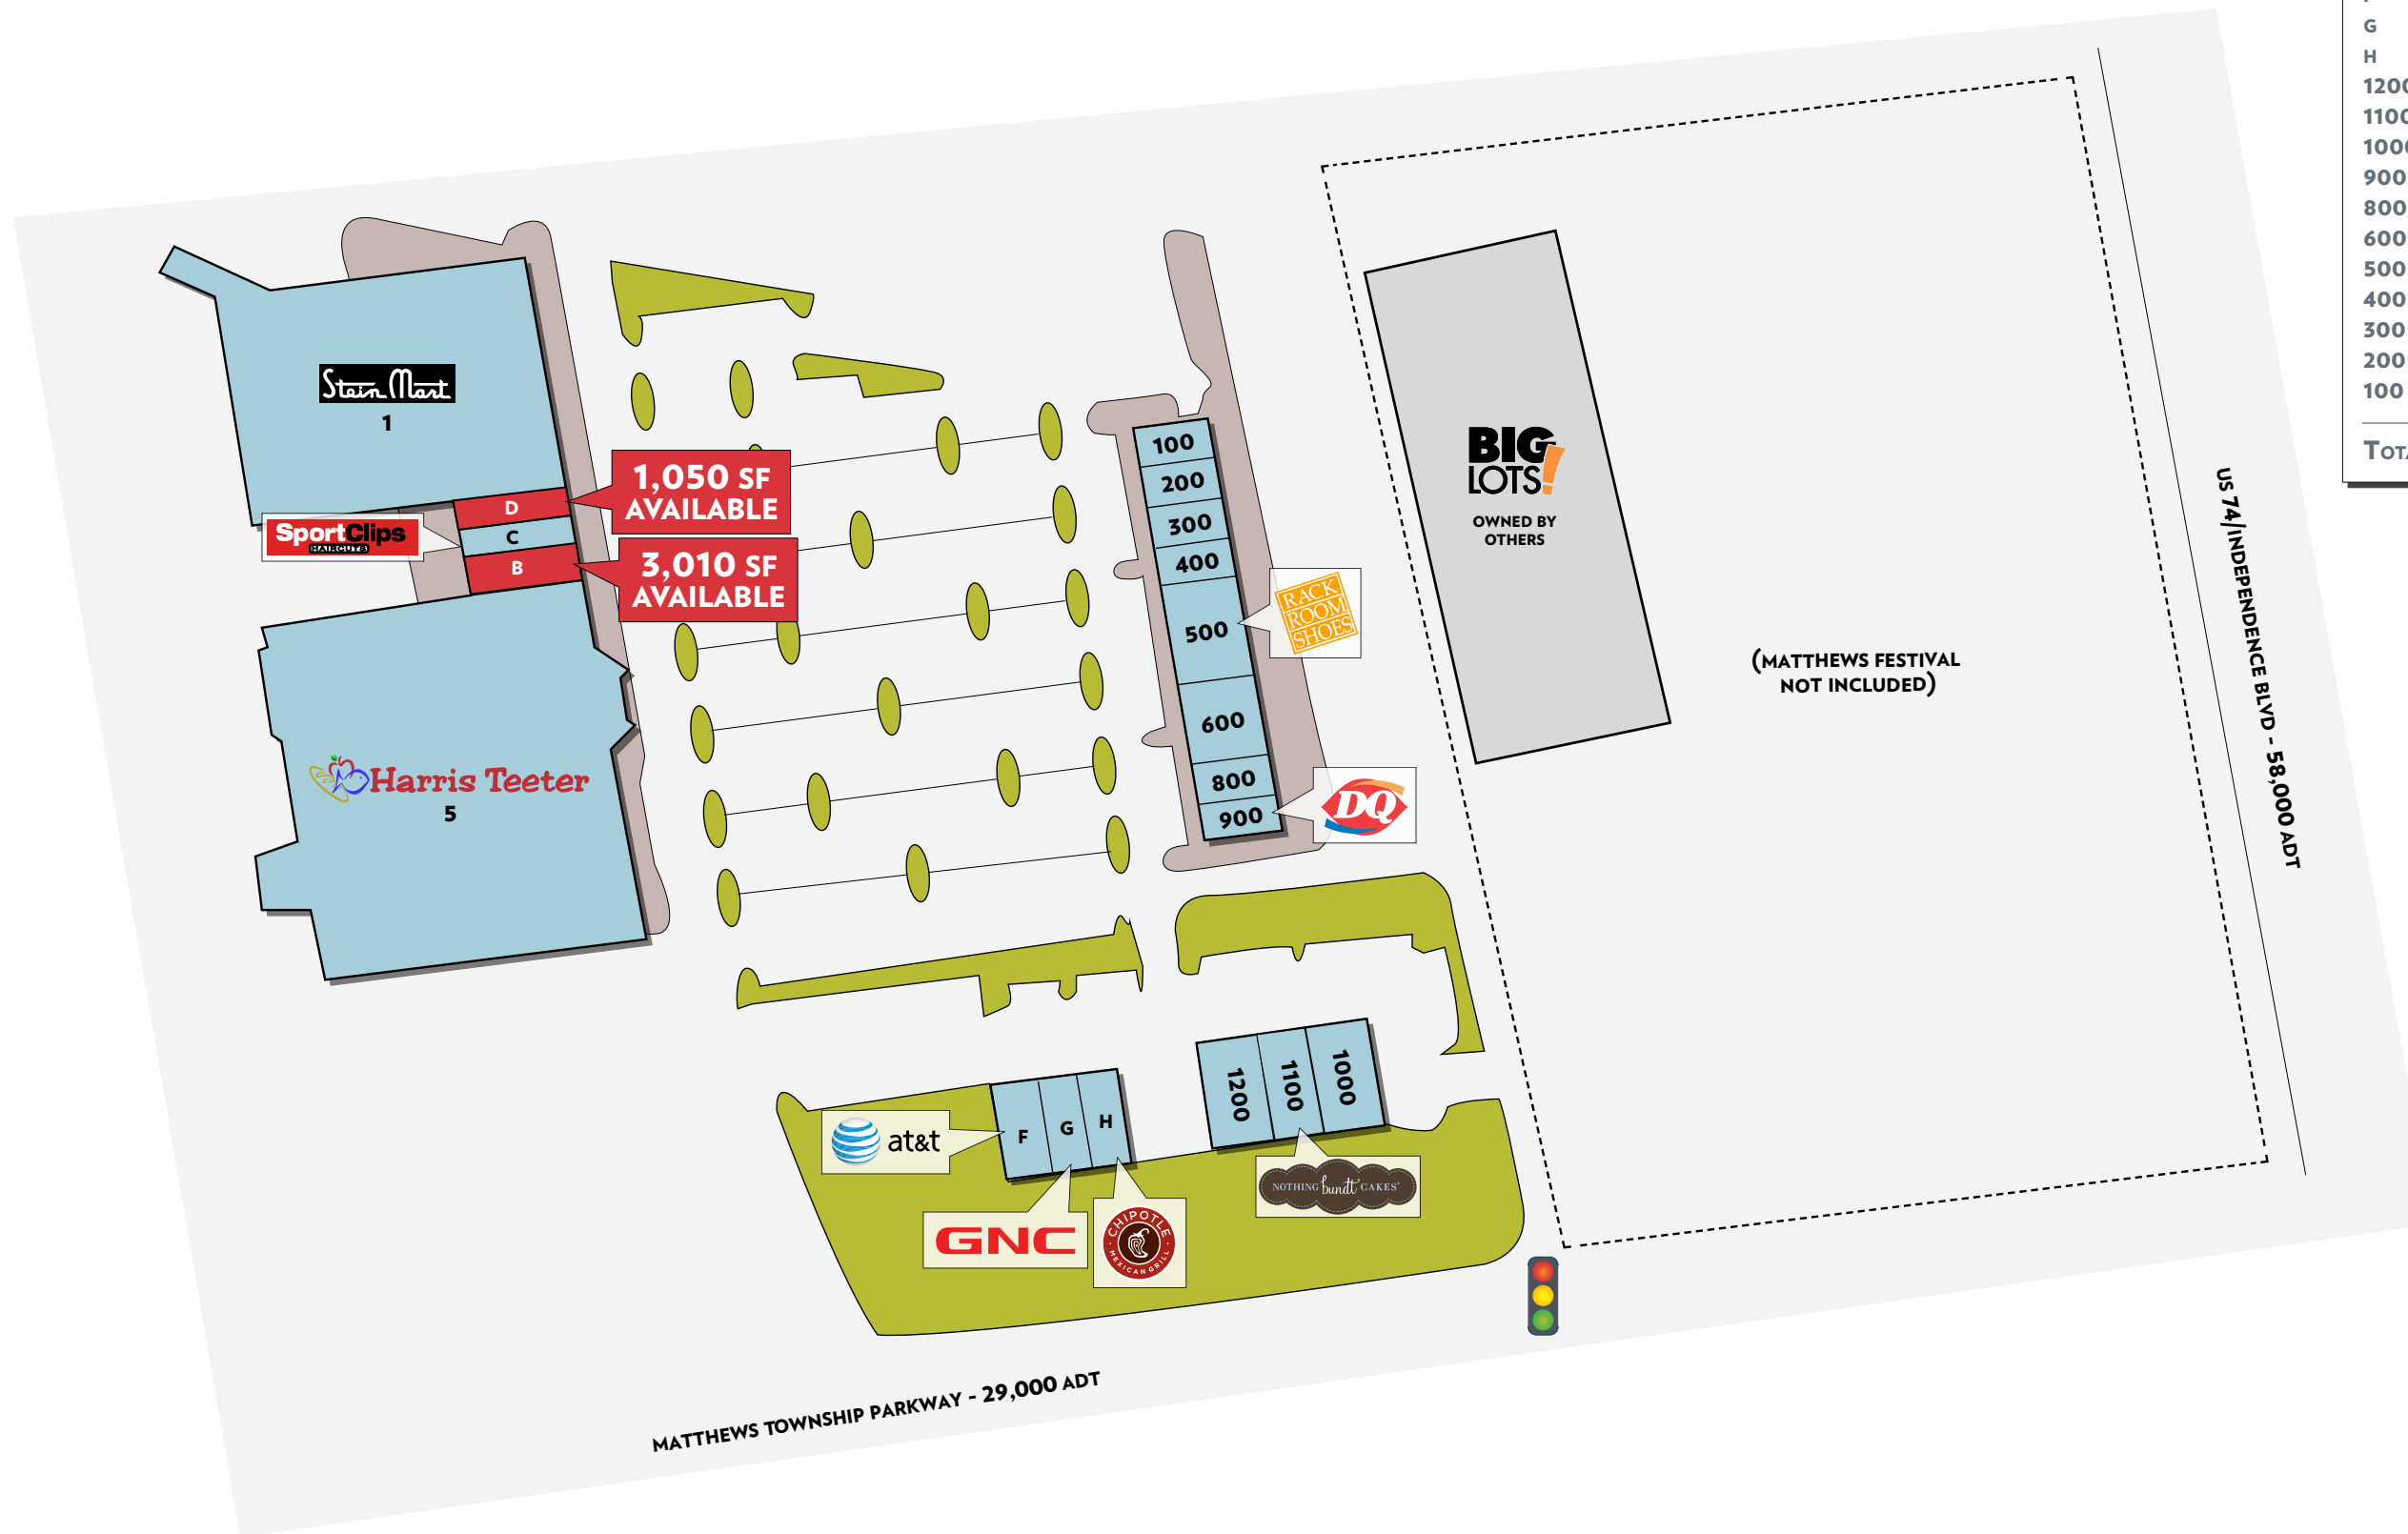 G
H
1200
1100
1000
900
800
600
500
400
300
200
100
Stein Mart
1
D
C
B
SportClips
HAIRCUTS
1,050 SF
AVAILABLE
3,010 SF
AVAILABLE
Harris Teeter
5
100
200
300
400
500
600
800
900
RACK
ROOM
SHOES
DQ
BIG
LOTS!
OWNED BY
OTHERS
(MATTHEWS FESTIVAL
NOT INCLUDED)
US 74/INDEPENDENCE BLVD - 58,000 ADT
F
G
H
1200
1100
1000
at&t
GNC
CHIPOTLE
MEXICAN GRILL
NOTHING bundt CAKES
MATTHEWS TOWNSHIP PARKWAY - 29,000 ADT